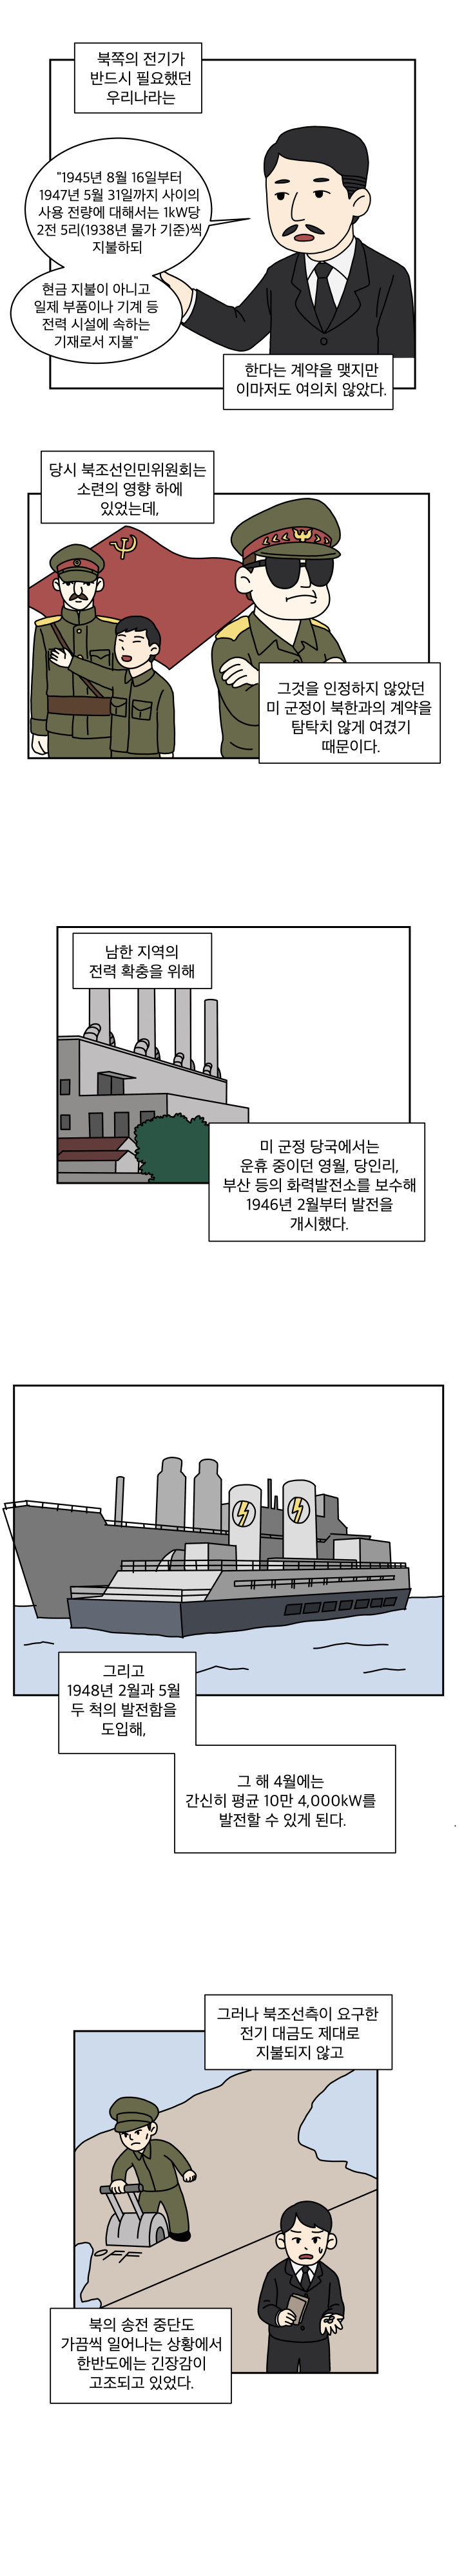 북쪽의 전기가
반드시 필요했던
우리나라는
"1945년 8월 16일부터
1947년 5월 31일까지 사이의
사용 전량에 대해서는 1kW당
2전 5리(1938년 물가 기준)씩
지불하되
현금 지불이 아니고
일제 부품이나 기계 등
전력 시설에 속하는
기재로서 지불"
한다는 계약을 맺지만
이마저도 여의치 않았다.
당시 북조선인민위원회는
소련의 영향 하에
있었는데,
그것을 인정하지 않았던
미 군정이 북한과의 계약을
탐탁치 않게 여겼기
때문이다.
남한 지역의
전력 확충을 위해
미 군정 당국에서는
운휴 중이던 영월, 당인리,
부산 등의 화력발전소를 보수해
1946년 2월부터 발전을
개시했다.
그리고
1948년 2월과 5월
두 척의 발전함을
도입해,
그 해 4월에는
간신히 평균 10만 4,000kW를
발전할 수 있게 된다.
그러나 북조선측이 요구한
전기 대금도 제대로
지불되지 않고
OFF
북의 송전 중단도
가끔씩 일어나는 상황에서
한반도에는 긴장감이
고조되고 있었다.